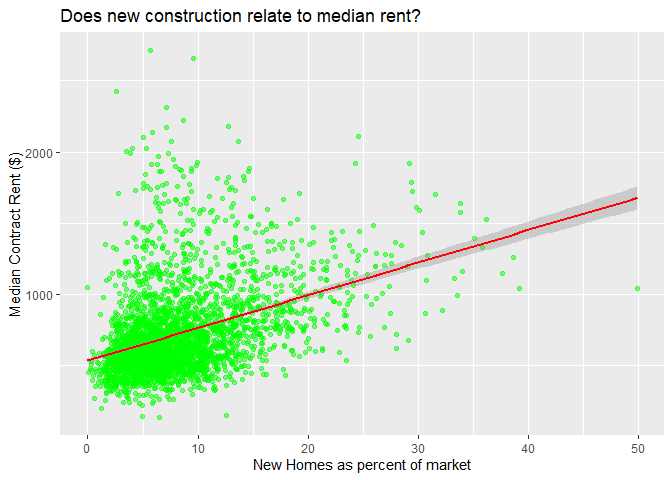 Does new construction relate to median rent?
Median Contract Rent ($)
2000
1000
0
10
20
30
40
50
New Homes as percent of market